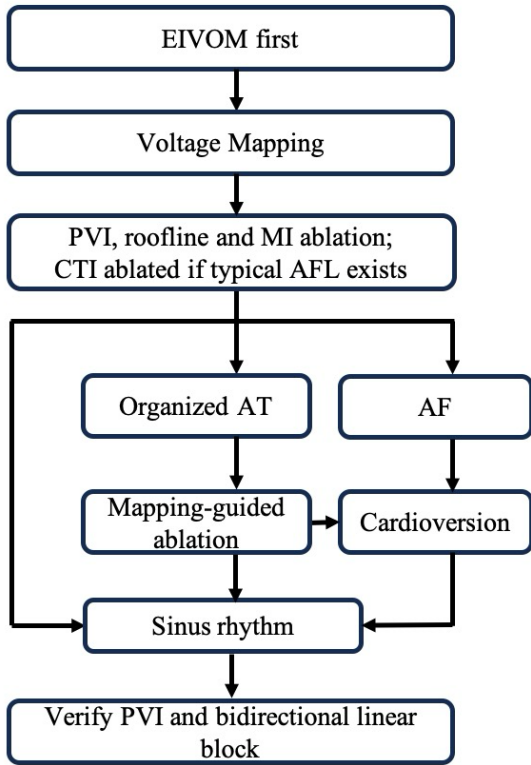 EIVOM first
Voltage Mapping
PVI, roofline and MI ablation;
CTI ablated if typical AFL exists
Organized AT
AF
Mapping-guided
ablation
Cardioversion
Sinus rhythm
Verify PVI and bidirectional linear
block